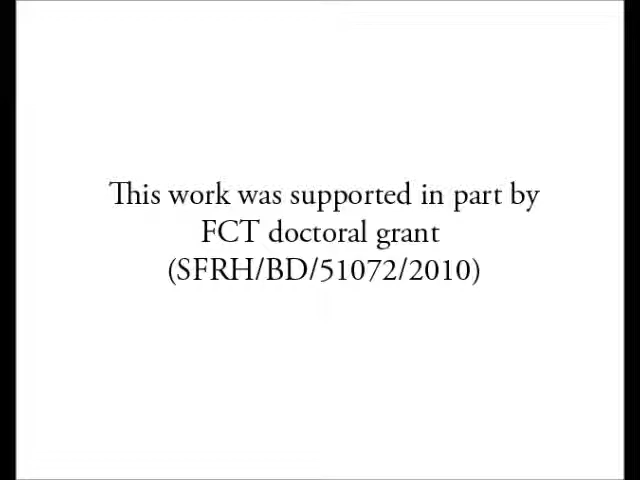 This work was supported in part by
FCT doctoral grant
(SFRH/BD/51072/2010)